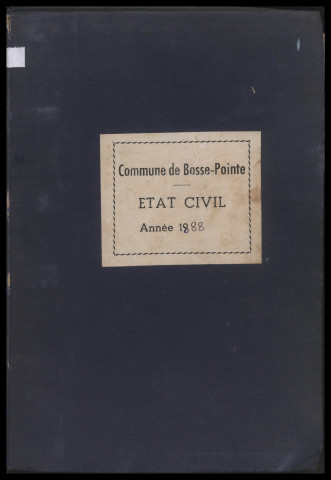 Commune de Basse-Pointe
ETAT CIVIL
Année 1888